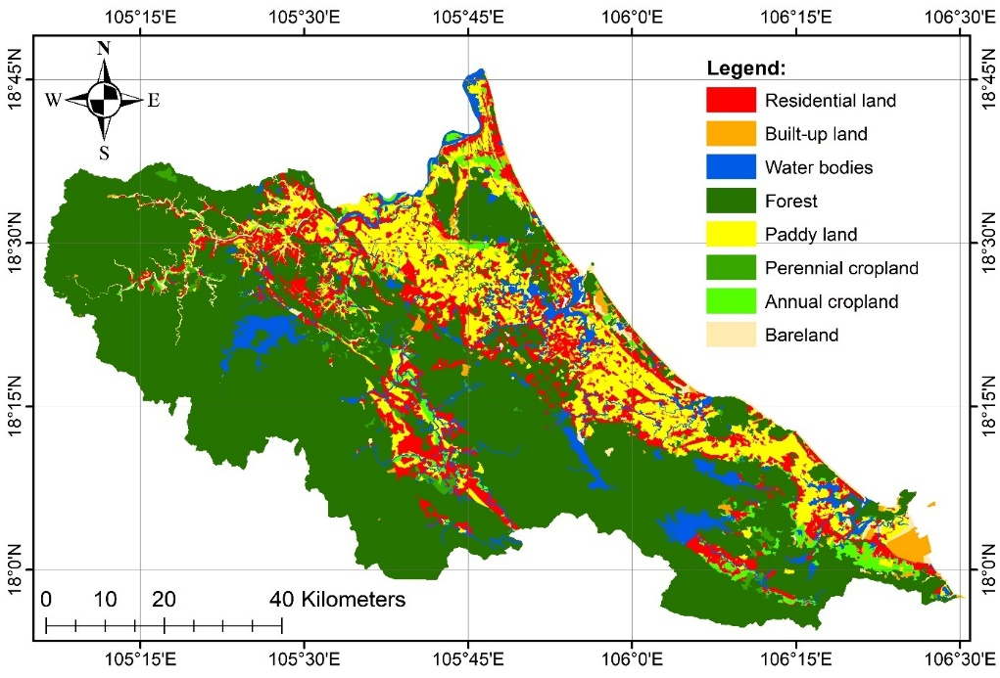 105°15'E 105°30'E 105°45'E 106°0'E 106°15'E 106°30'E
18°45'N 18°45'N
N
W E
S
Legend:
Residential land
Built-up land
Water bodies
Forest
Paddy land
Perennial cropland
Annual cropland
Bareland
18°30'N 18°30'N
18°15'N 18°15'N
18°0'N 18°0'N
0 10 20 40 Kilometers
105°15'E 105°30'E 105°45'E 106°0'E 106°15'E 106°30'E